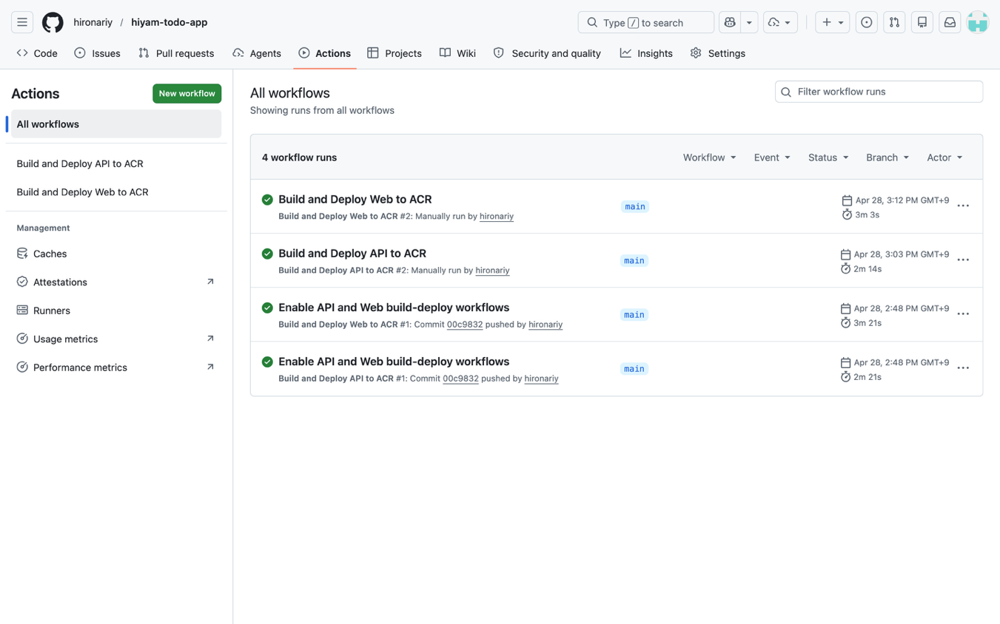 hironariy / hiyam-todo-app
Type / to search
Code
Issues
Pull requests
Agents
Actions
Projects
Wiki
Security and quality
Insights
Settings
Actions
New workflow
All workflows
Build and Deploy API to ACR
Build and Deploy Web to ACR
Management
Caches
Attestations
Runners
Usage metrics
Performance metrics
All workflows
Showing runs from all workflows
Filter workflow runs
4 workflow runs
Workflow
Event
Status
Branch
Actor
Build and Deploy Web to ACR
Build and Deploy Web to ACR #2: Manually run by hironariy
main
Apr 28, 3:12 PM GMT+9
3m 3s
Build and Deploy API to ACR
Build and Deploy API to ACR #2: Manually run by hironariy
main
Apr 28, 3:03 PM GMT+9
2m 14s
Enable API and Web build-deploy workflows
Build and Deploy Web to ACR #1: Commit 00c9832 pushed by hironariy
main
Apr 28, 2:48 PM GMT+9
3m 21s
Enable API and Web build-deploy workflows
Build and Deploy API to ACR #1: Commit 00c9832 pushed by hironariy
main
Apr 28, 2:48 PM GMT+9
2m 21s